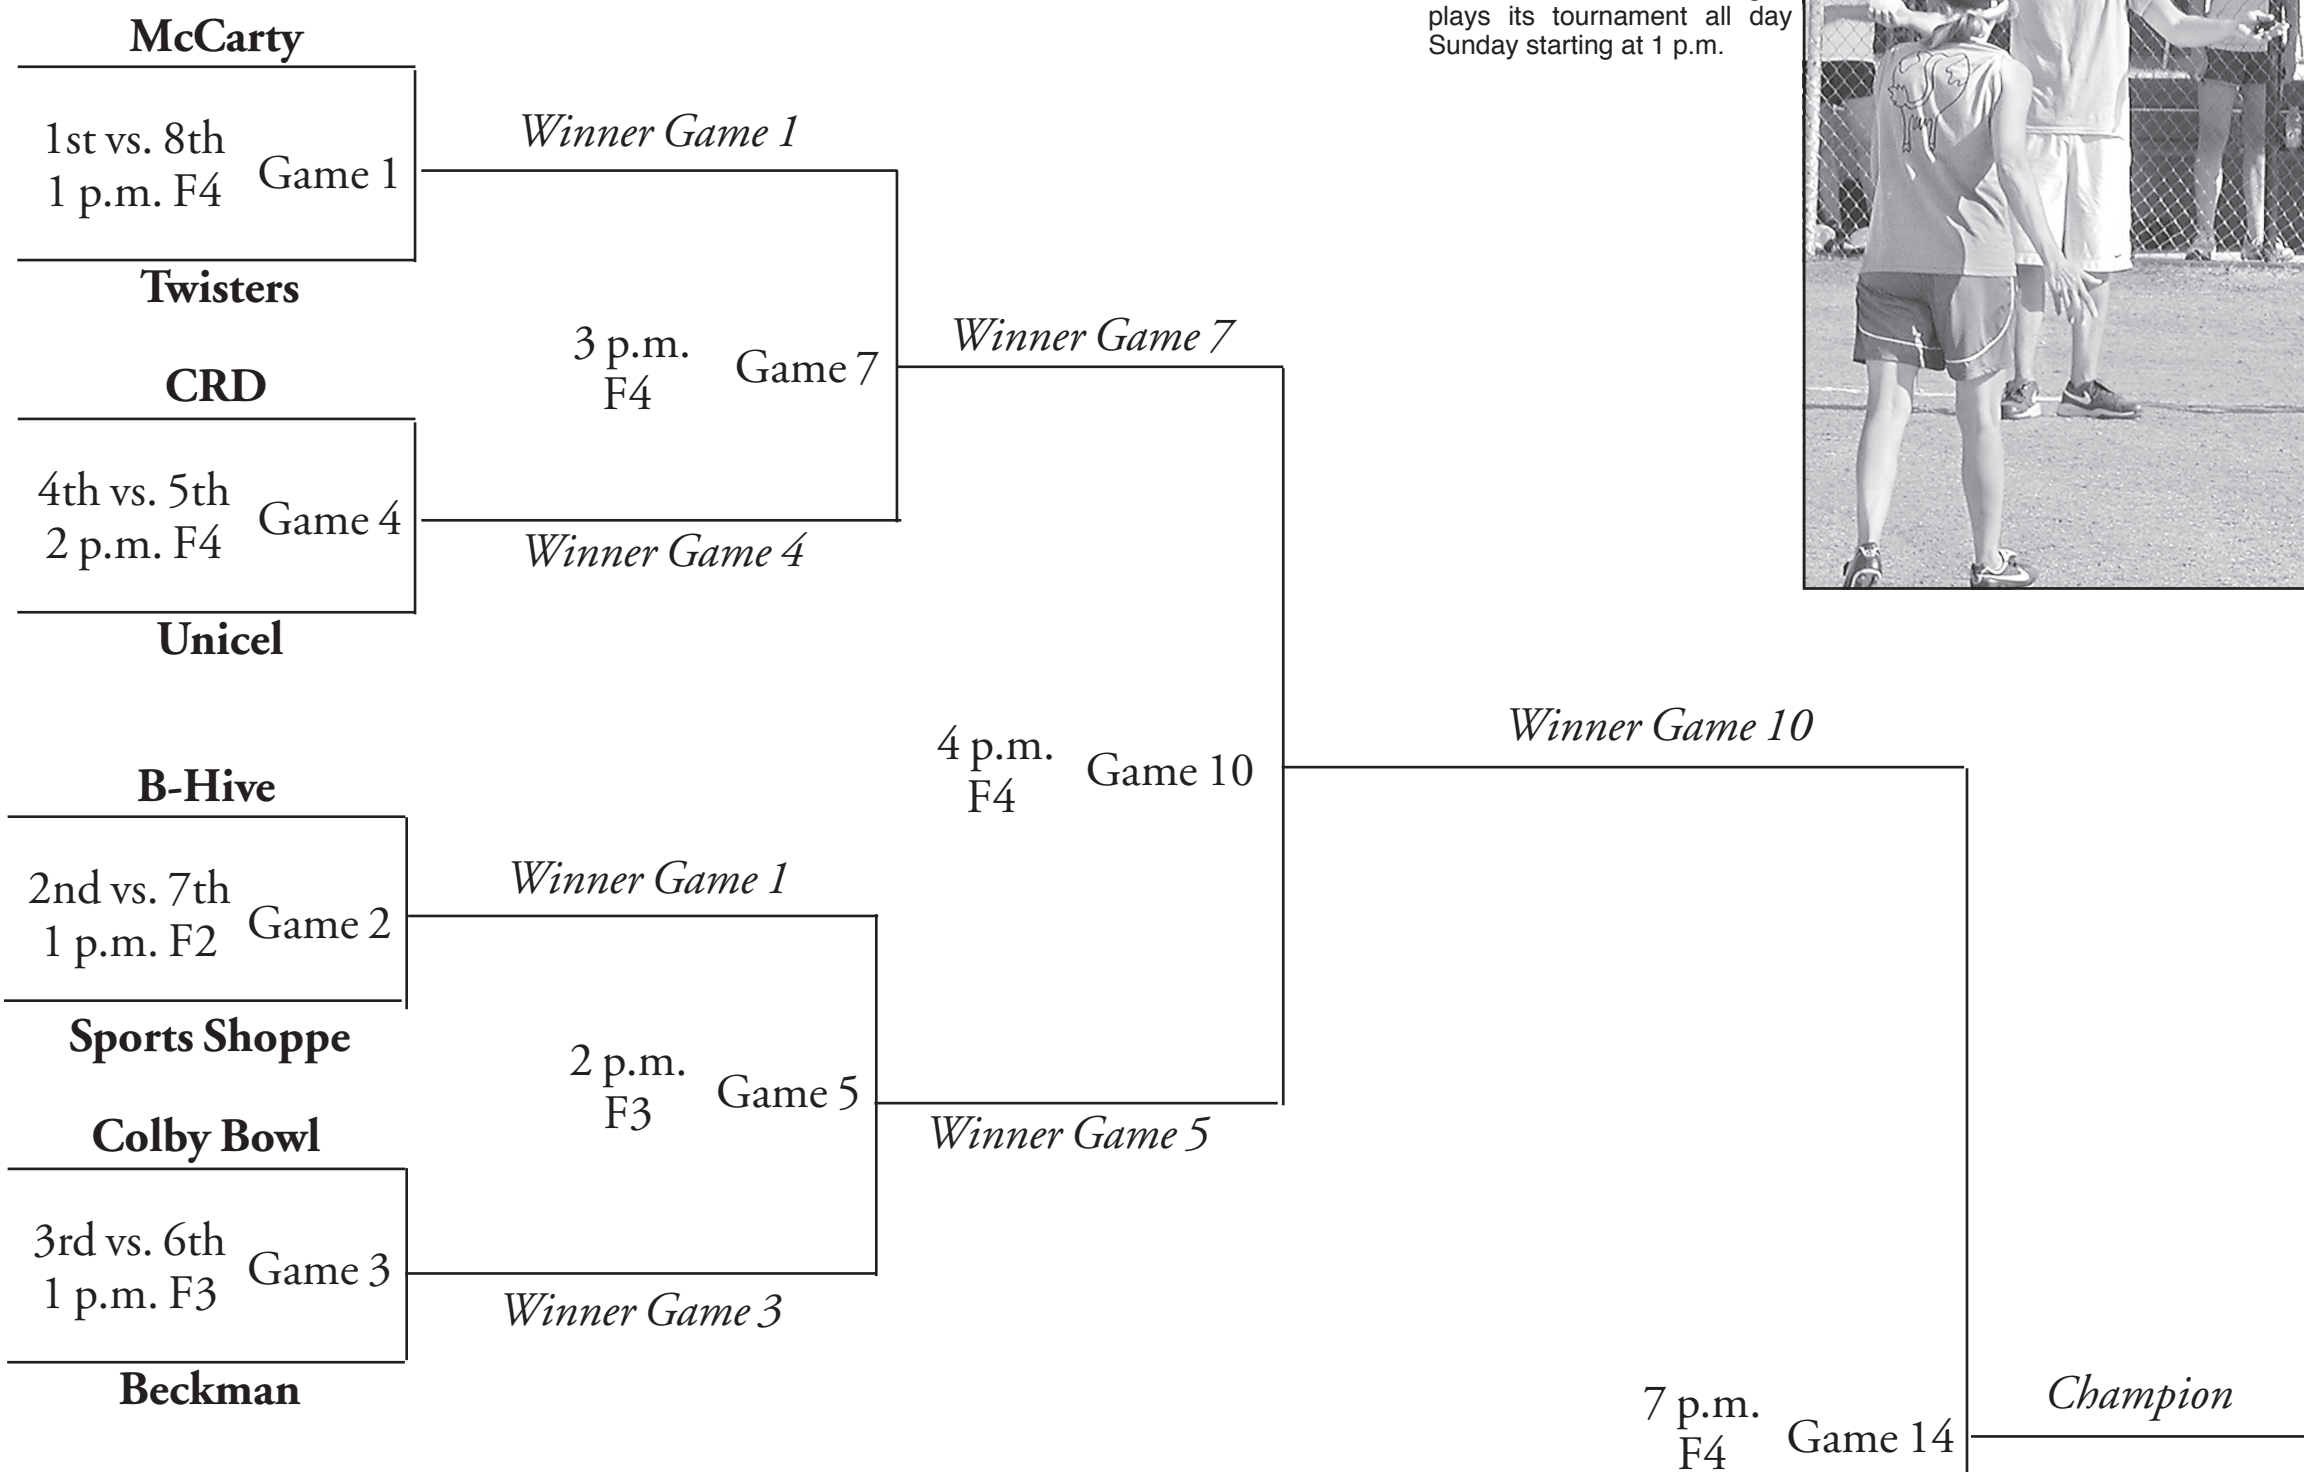 plays its tournament all day
Sunday starting at 1 p.m.
McCarty
1st vs. 8th
1 p.m. F4
Game 1
Twisters
Winner Game 1
CRD
4th vs. 5th
2 p.m. F4
Game 4
Unicel
Winner Game 4
3 p.m.
F4
Game 7
Winner Game 7
B-Hive
2nd vs. 7th
1 p.m. F2
Game 2
Sports Shoppe
Winner Game 1
Colby Bowl
3rd vs. 6th
1 p.m. F3
Game 3
Beckman
Winner Game 3
2 p.m.
F3
Game 5
Winner Game 5
4 p.m.
F4
Game 10
Winner Game 10
7 p.m.
F4
Game 14
Champion